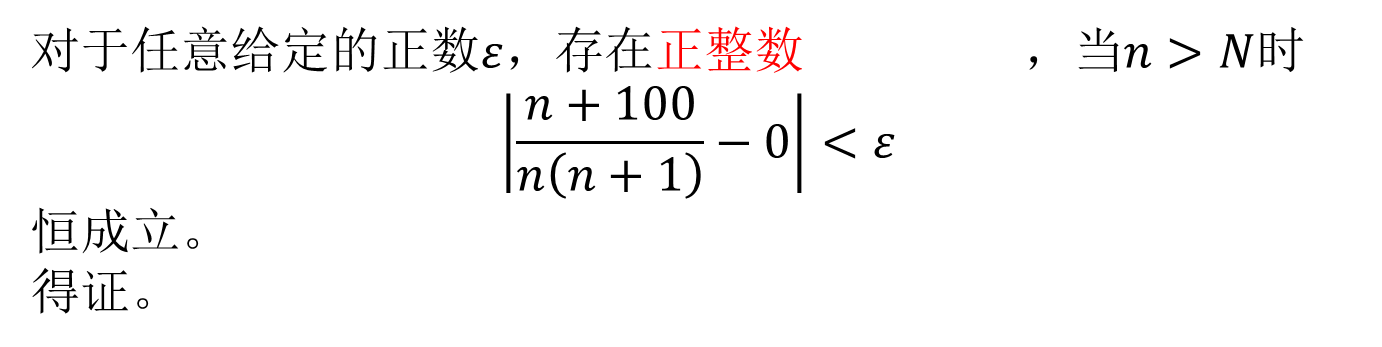 对于任意给定的正数ε，存在正整数 ，当n > N时
|(n + 100)/(n(n + 1)) − 0| < ε
恒成立。
得证。